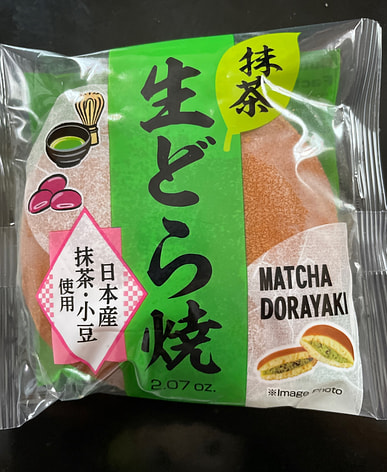 抹茶
生どら焼
日本産
抹茶・小豆
使用
MATCHA
DORAYAKI
2.07 oz.
※Image Photo